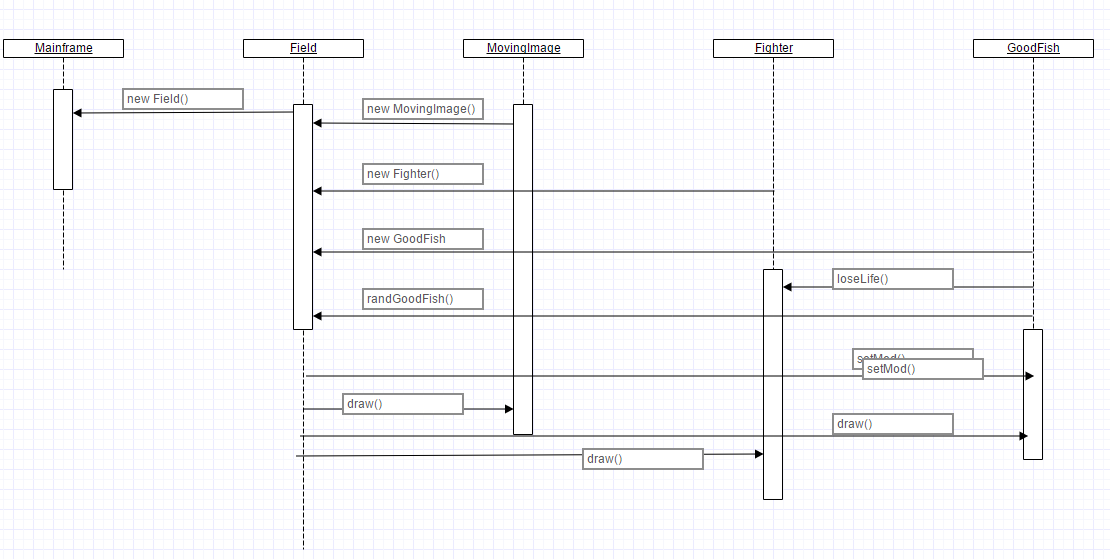 Mainframe
Field
MovingImage
Fighter
GoodFish
new Field()
new MovingImage()
new Fighter()
new GoodFish
loseLife()
randGoodFish()
setMod()
setMod()
draw()
draw()
draw()